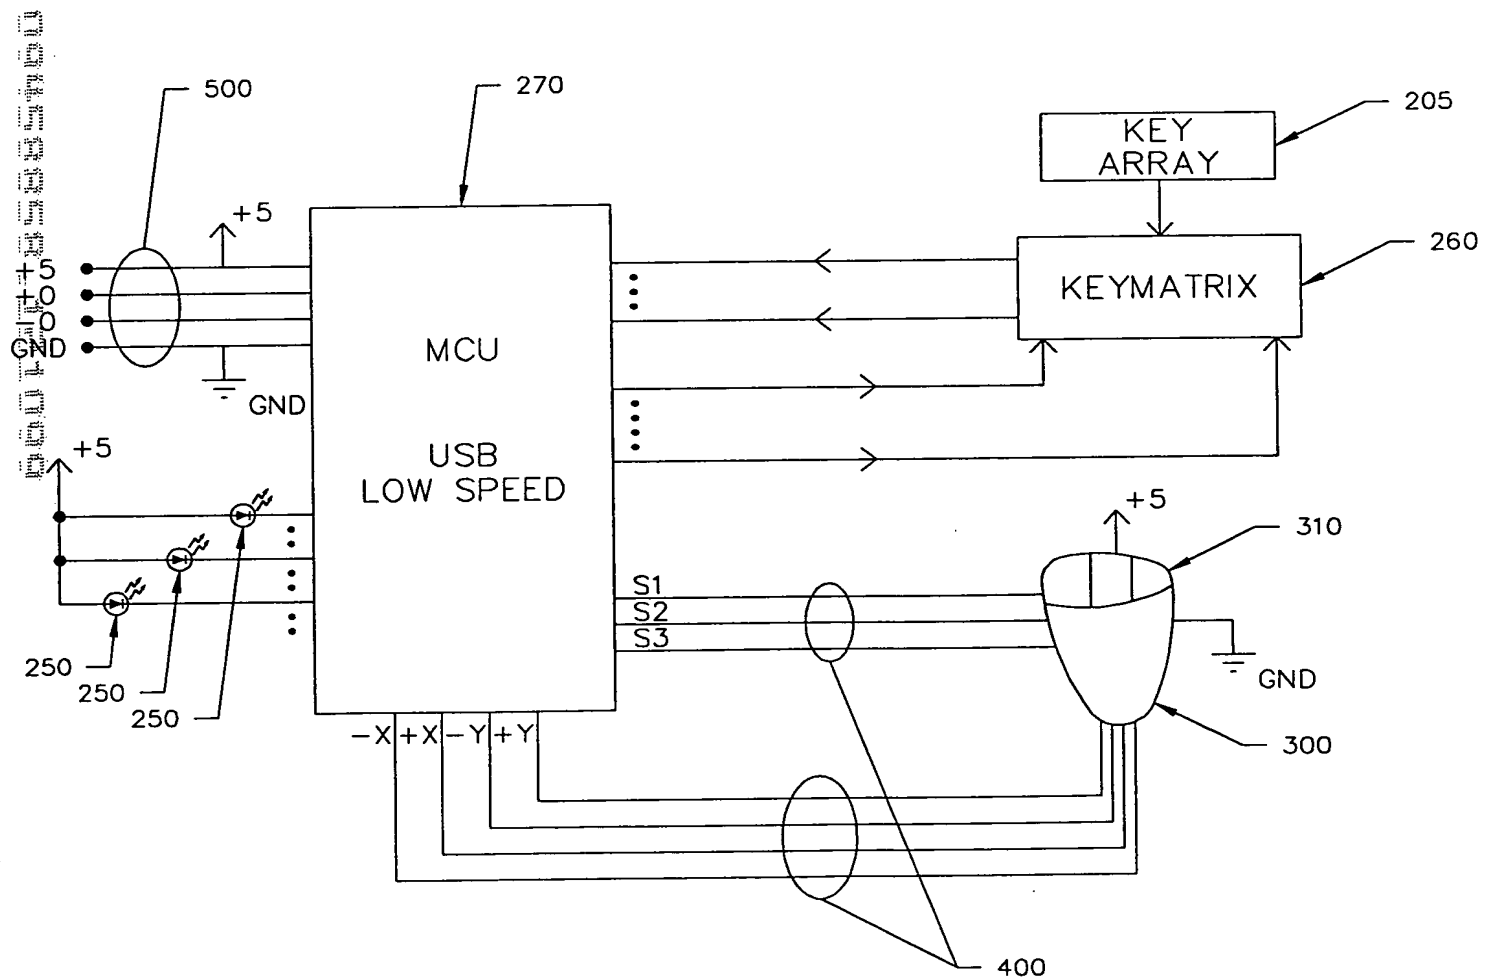 500
270
205
KEY
ARRAY
+5
260
+5
+0
-0
GND
KEYMATRIX
MCU
GND
+5
USB
LOW SPEED
+5
310
S1
S2
S3
250
250
250
GND
-X +X -Y +Y
300
400